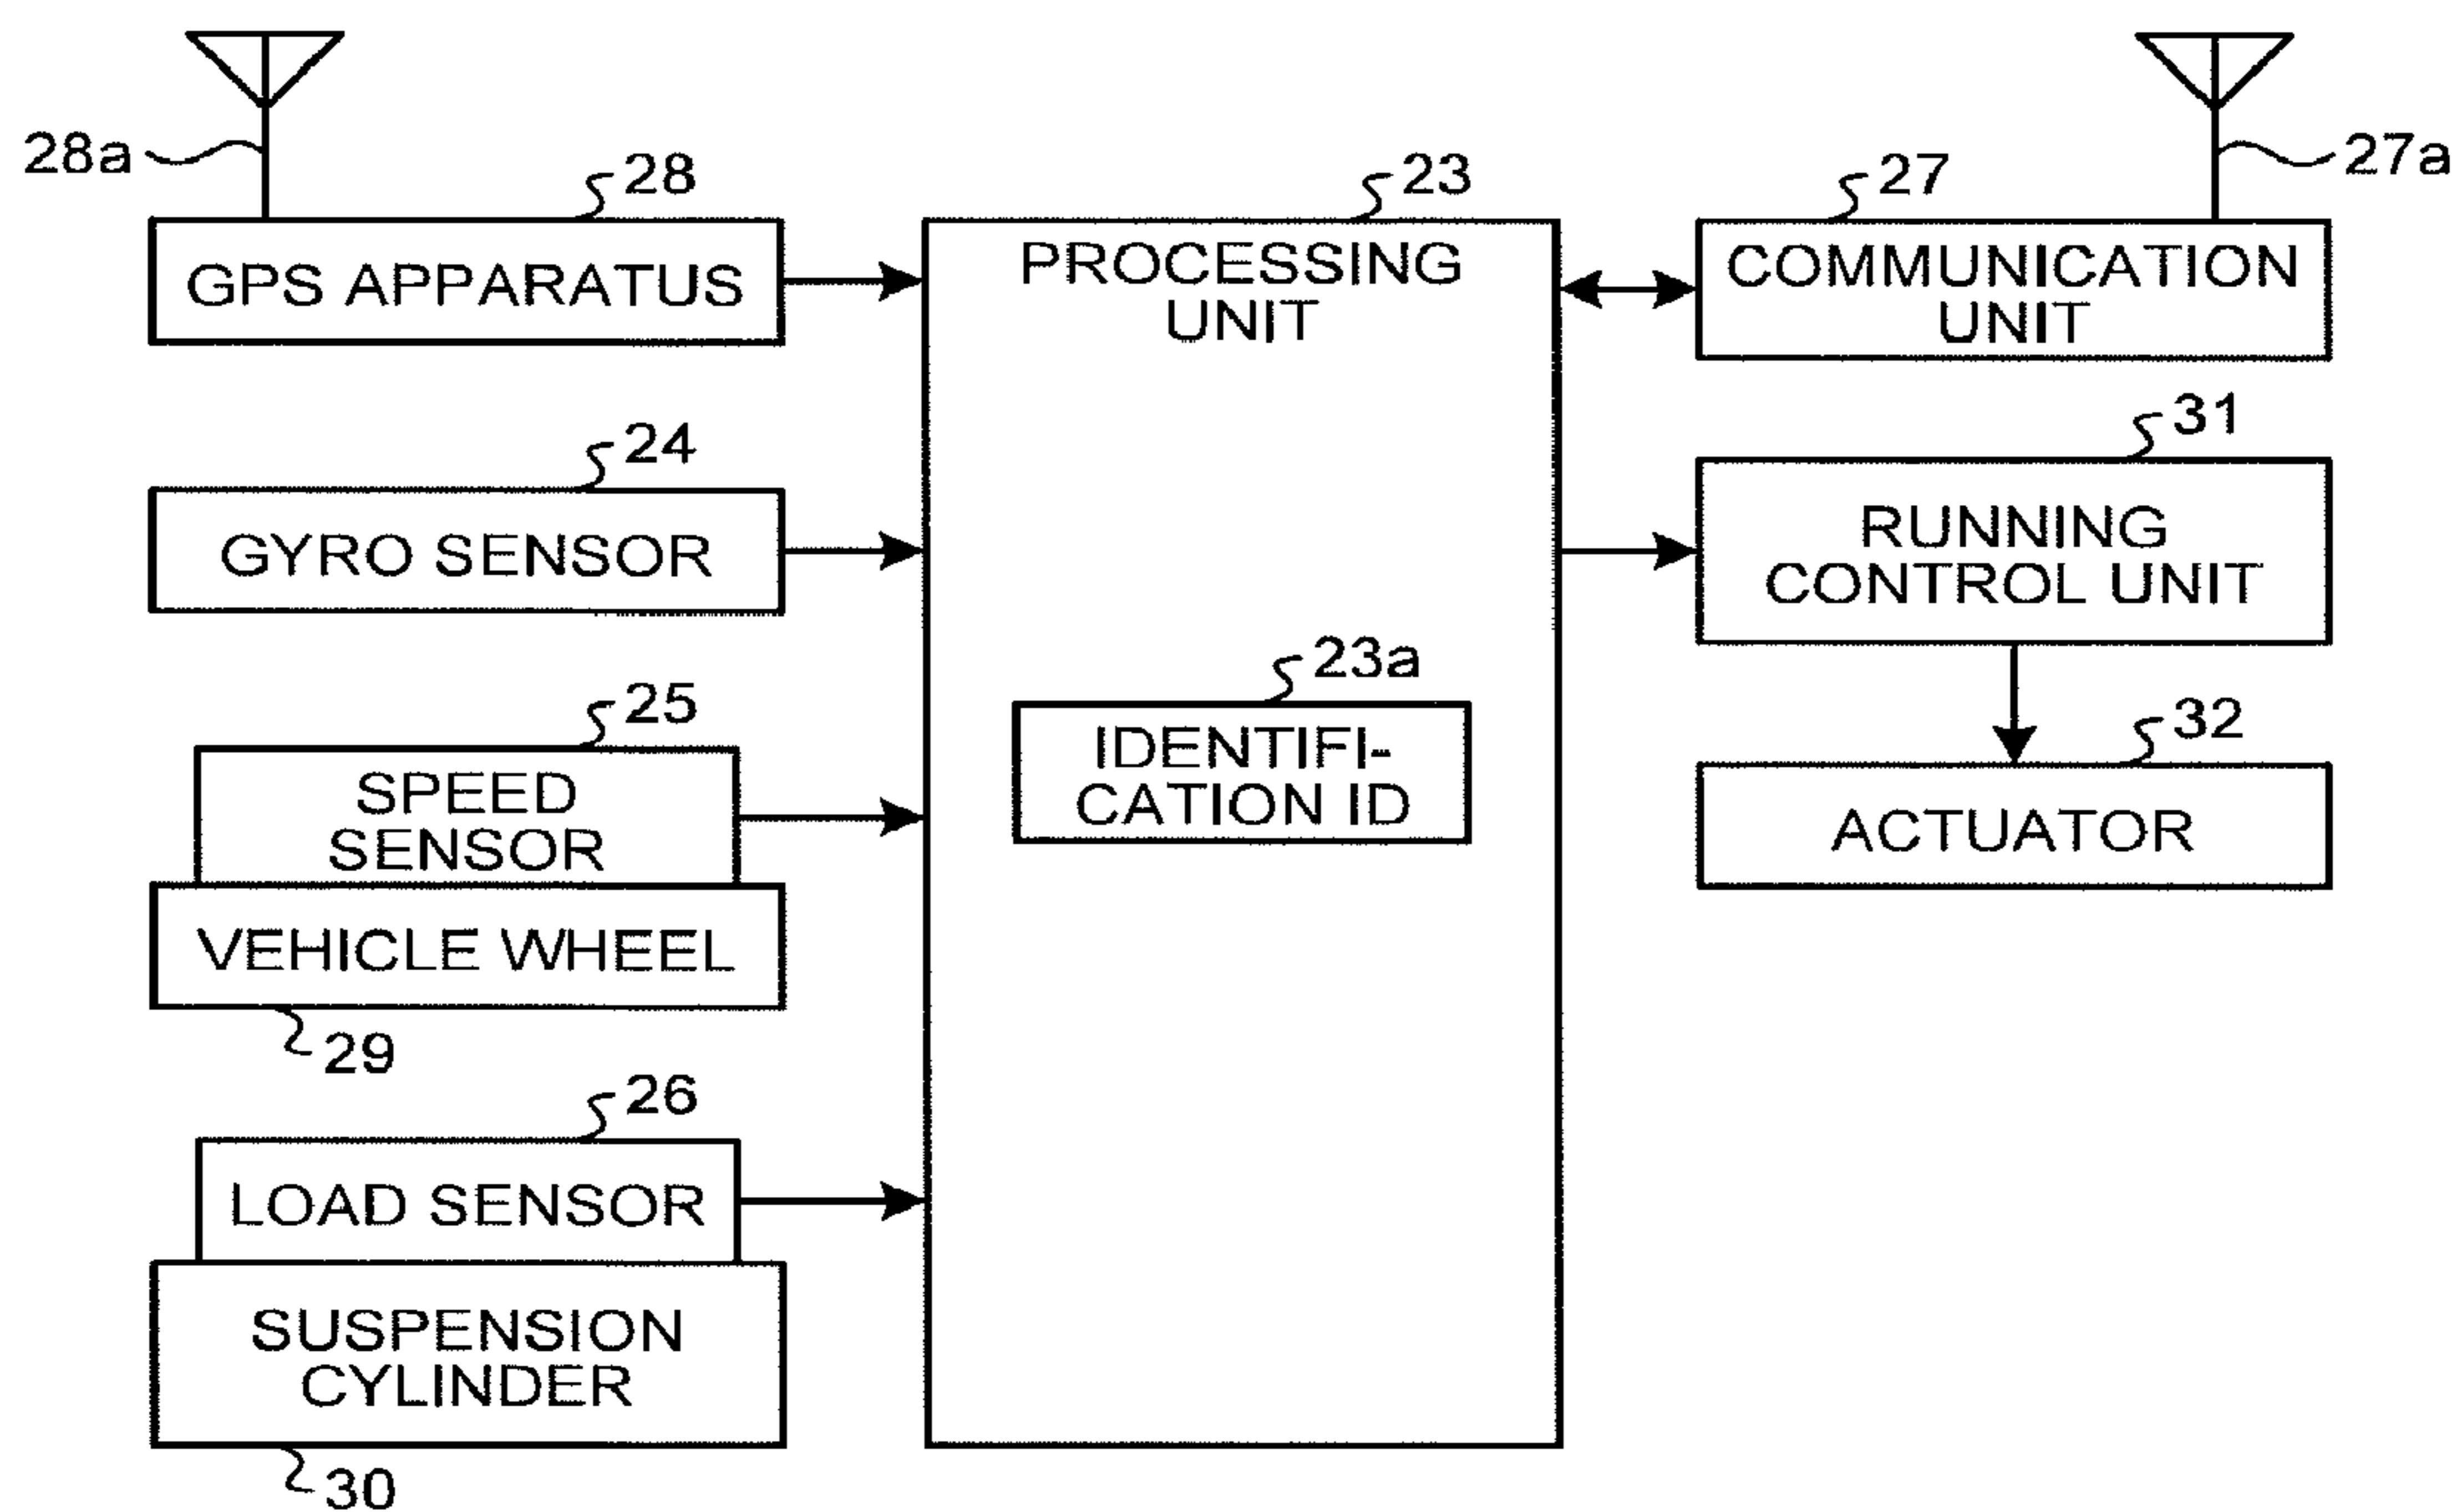 28a
28
23
27
27a
GPS APPARATUS
PROCESSING
UNIT
COMMUNICATION
UNIT
24
31
GYRO SENSOR
RUNNING
CONTROL UNIT
25
23a
32
SPEED
SENSOR
IDENTIFI-
CATION ID
ACTUATOR
VEHICLE WHEEL
29
26
LOAD SENSOR
SUSPENSION
CYLINDER
30